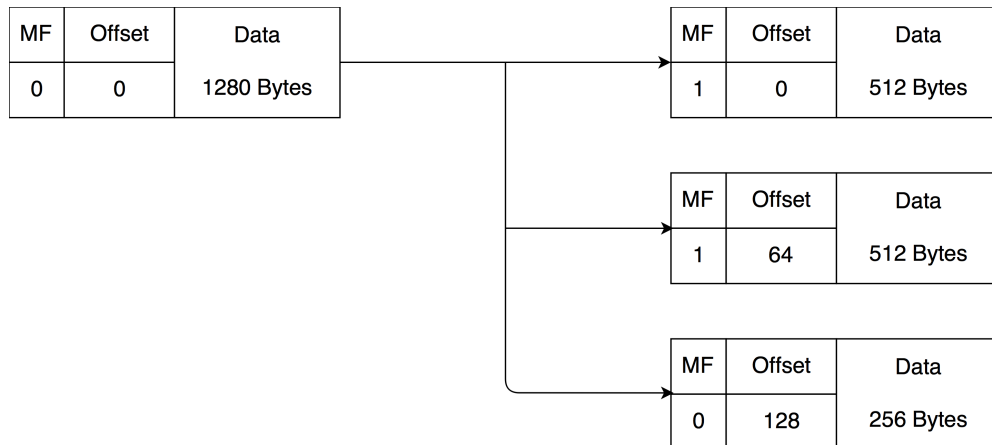 MF Offset Data
0 0 1280 Bytes
MF Offset Data
1 0 512 Bytes
MF Offset Data
1 64 512 Bytes
MF Offset Data
0 128 256 Bytes